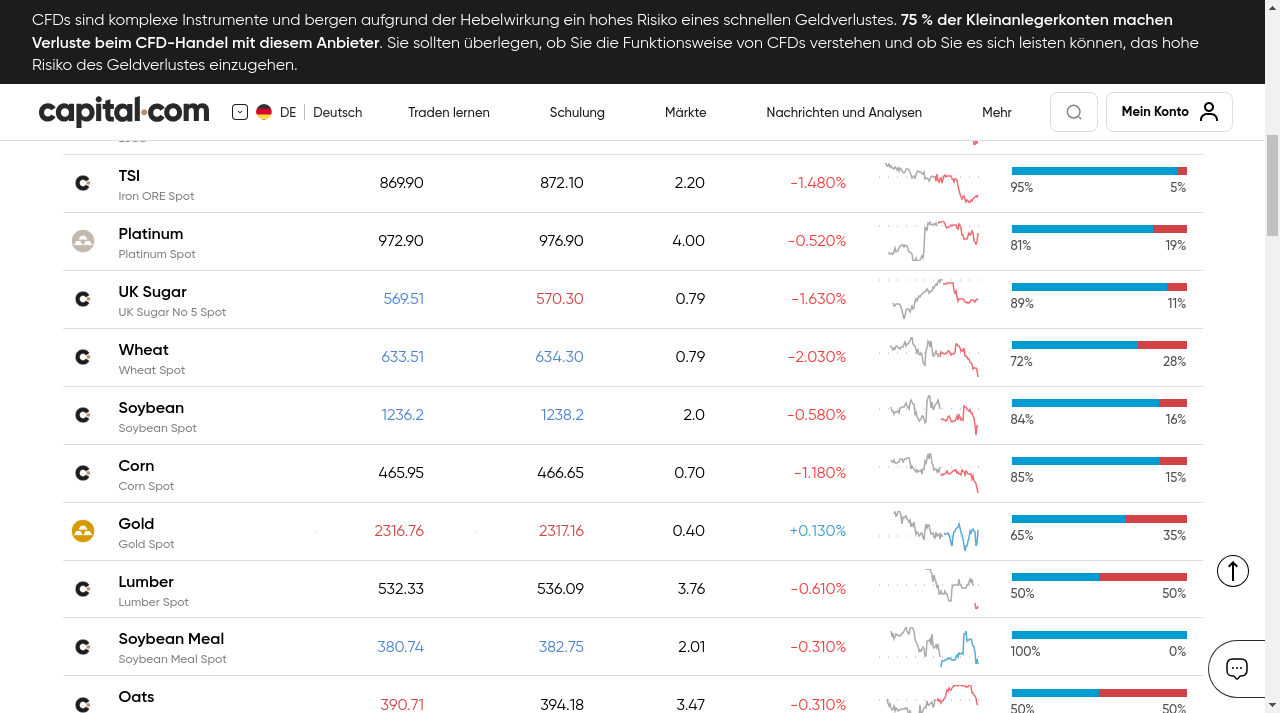 CFDs sind komplexe Instrumente und bergen aufgrund der Hebelwirkung ein hohes Risiko eines schnellen Geldverlustes. 75 % der Kleinanlegerkonten machen
Verluste beim CFD-Handel mit diesem Anbieter. Sie sollten überlegen, ob Sie die Funktionsweise von CFDs verstehen und ob Sie es sich leisten können, das hohe
Risiko des Geldverlustes einzugehen.
capital.com DE Deutsch Traden lernen Schulung Märkte Nachrichten und Analysen Mehr Mein Konto
TSI 869.90 872.10 2.20 -1.480%
Iron ORE Spot 95% 5%
Platinum 972.90 976.90 4.00 -0.520%
Platinum Spot 81% 19%
UK Sugar 569.51 570.30 0.79 -1.630%
UK Sugar No 5 Spot 89% 11%
Wheat 633.51 634.30 0.79 -2.030%
Wheat Spot 72% 28%
Soybean 1236.2 1238.2 2.0 -0.580%
Soybean Spot 84% 16%
Corn 465.95 466.65 0.70 -1.180%
Corn Spot 85% 15%
Gold 2316.76 2317.16 0.40 +0.130%
Gold Spot 65% 35%
Lumber 532.33 536.09 3.76 -0.610%
Lumber Spot 50% 50%
Soybean Meal 380.74 382.75 2.01 -0.310%
Soybean Meal Spot 100% 0%
Oats 390.71 394.18 3.47 -0.310%
50% 50%